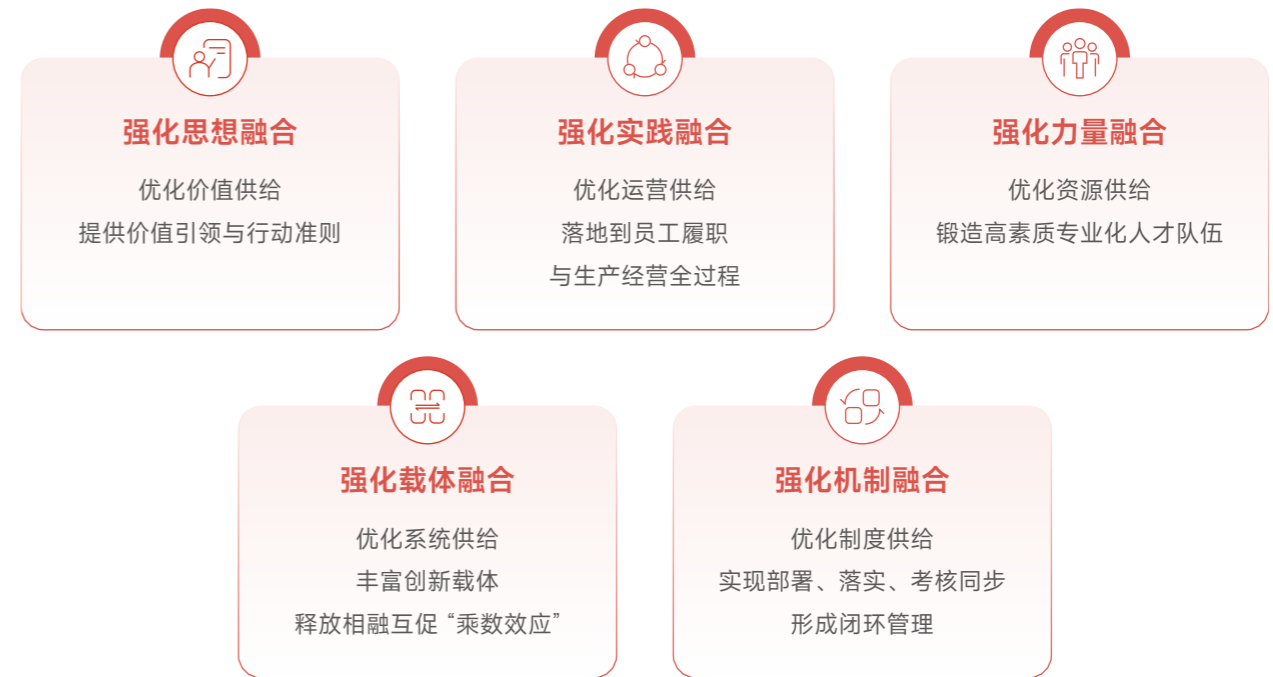 强化思想融合
优化价值供给
提供价值引领与行动准则
强化实践融合
优化运营供给
落地到员工履职
与生产经营全过程
强化力量融合
优化资源供给
锻造高素质专业化人才队伍
强化载体融合
优化系统供给
丰富创新载体
释放相融互促“乘数效应”
强化机制融合
优化制度供给
实现部署、落实、考核同步
形成闭环管理